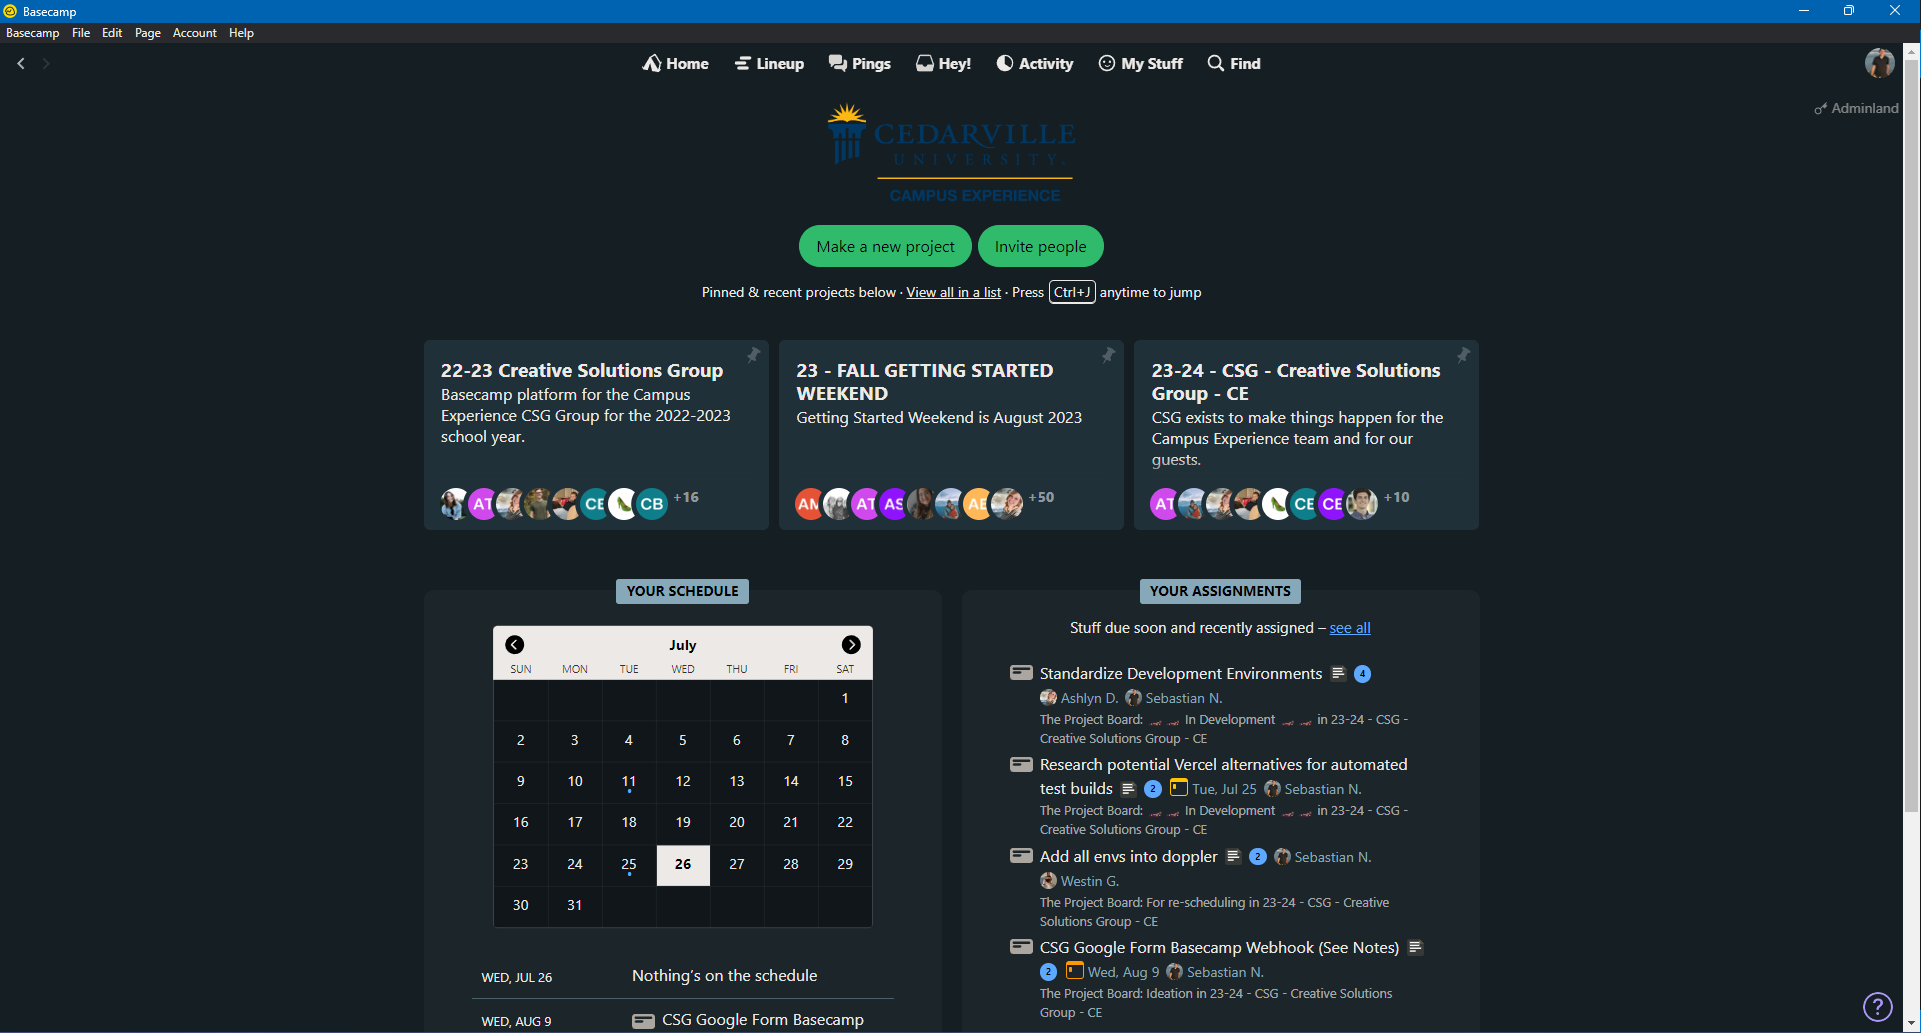 Basecamp
Basecamp File Edit Page Account Help
Home Lineup Pings Hey! Activity My Stuff Find
Adminland
CEDARVILLE
UNIVERSITY.
CAMPUS EXPERIENCE
Make a new project Invite people
Pinned & recent projects below · View all in a list · Press Ctrl+J anytime to jump
22-23 Creative Solutions Group
Basecamp platform for the Campus
Experience CSG Group for the 2022-2023
school year.
AT CE CB +16
23 - FALL GETTING STARTED
WEEKEND
Getting Started Weekend is August 2023
AM AT AS AE +50
23-24 - CSG - Creative Solutions
Group - CE
CSG exists to make things happen for the
Campus Experience team and for our
guests.
AT CE CE +10
YOUR SCHEDULE
July
SUN MON TUE WED THU FRI SAT
1
2 3 4 5 6 7 8
9 10 11 12 13 14 15
16 17 18 19 20 21 22
23 24 25 26 27 28 29
30 31
WED, JUL 26 Nothing's on the schedule
WED, AUG 9 CSG Google Form Basecamp
YOUR ASSIGNMENTS
Stuff due soon and recently assigned – see all
Standardize Development Environments 4
Ashlyn D. Sebastian N.
The Project Board: In Development in 23-24 - CSG -
Creative Solutions Group - CE
Research potential Vercel alternatives for automated
test builds 2 Tue, Jul 25 Sebastian N.
The Project Board: In Development in 23-24 - CSG -
Creative Solutions Group - CE
Add all envs into doppler 2 Sebastian N.
Westin G.
The Project Board: For re-scheduling in 23-24 - CSG - Creative
Solutions Group - CE
CSG Google Form Basecamp Webhook (See Notes)
2 Wed, Aug 9 Sebastian N.
The Project Board: Ideation in 23-24 - CSG - Creative Solutions
Group - CE
?